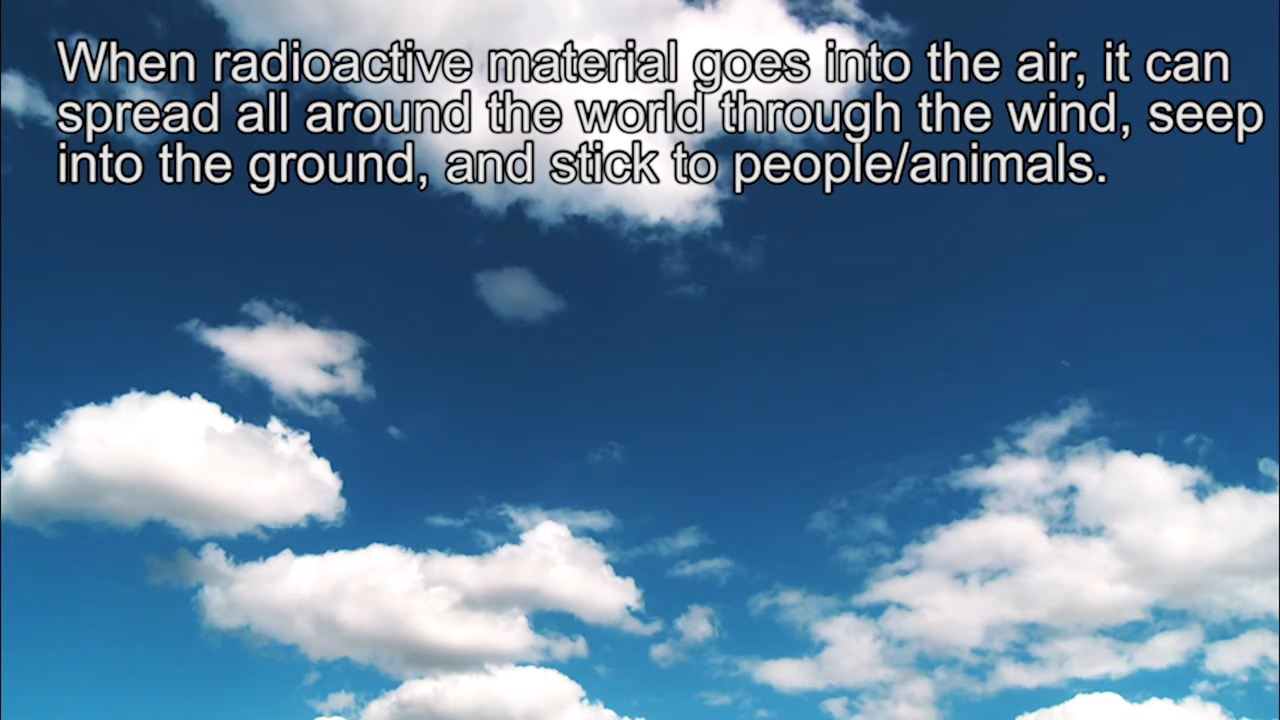 When radioactive material goes into the air, it can
spread all around the world through the wind, seep
into the ground, and stick to people/animals.